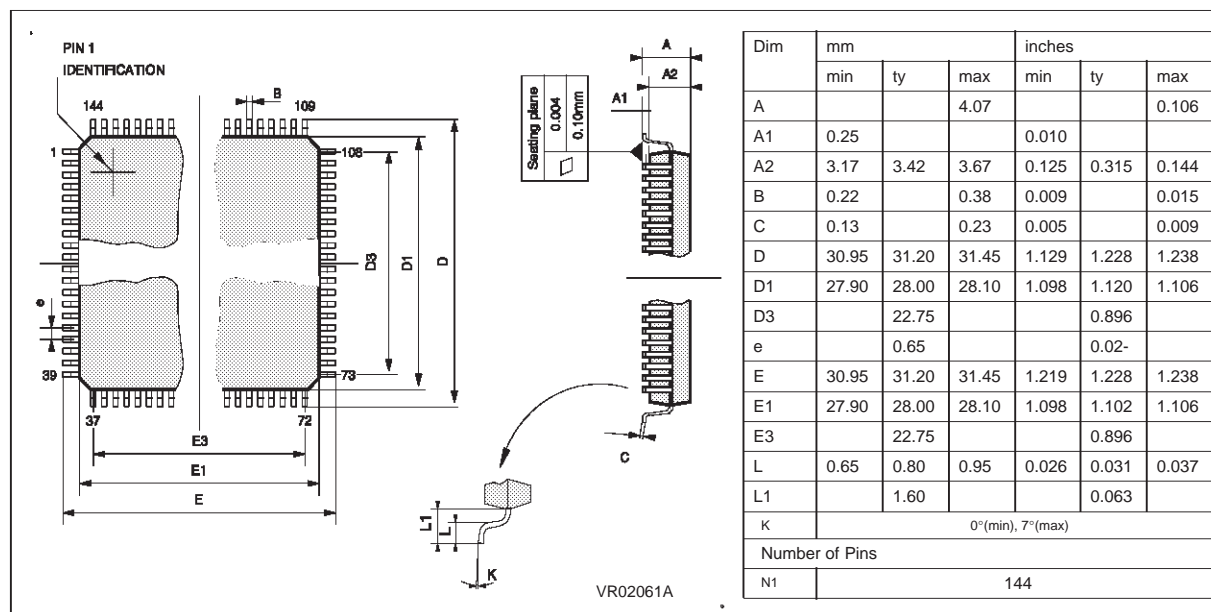 PIN 1
IDENTIFICATION
144
B
109
1
108
e
D3
D1
D
39
73
37
72
E3
E1
E
A
A2
A1
Seating plane
0.004
0.10mm
C
L1
L
K
VR02061A
Dim mm inches
min ty max min ty max
A 4.07 0.106
A1 0.25 0.010
A2 3.17 3.42 3.67 0.125 0.315 0.144
B 0.22 0.38 0.009 0.015
C 0.13 0.23 0.005 0.009
D 30.95 31.20 31.45 1.129 1.228 1.238
D1 27.90 28.00 28.10 1.098 1.120 1.106
D3 22.75 0.896
e 0.65 0.02-
E 30.95 31.20 31.45 1.219 1.228 1.238
E1 27.90 28.00 28.10 1.098 1.102 1.106
E3 22.75 0.896
L 0.65 0.80 0.95 0.026 0.031 0.037
L1 1.60 0.063
K 0°(min), 7°(max)
Number of Pins
N1 144